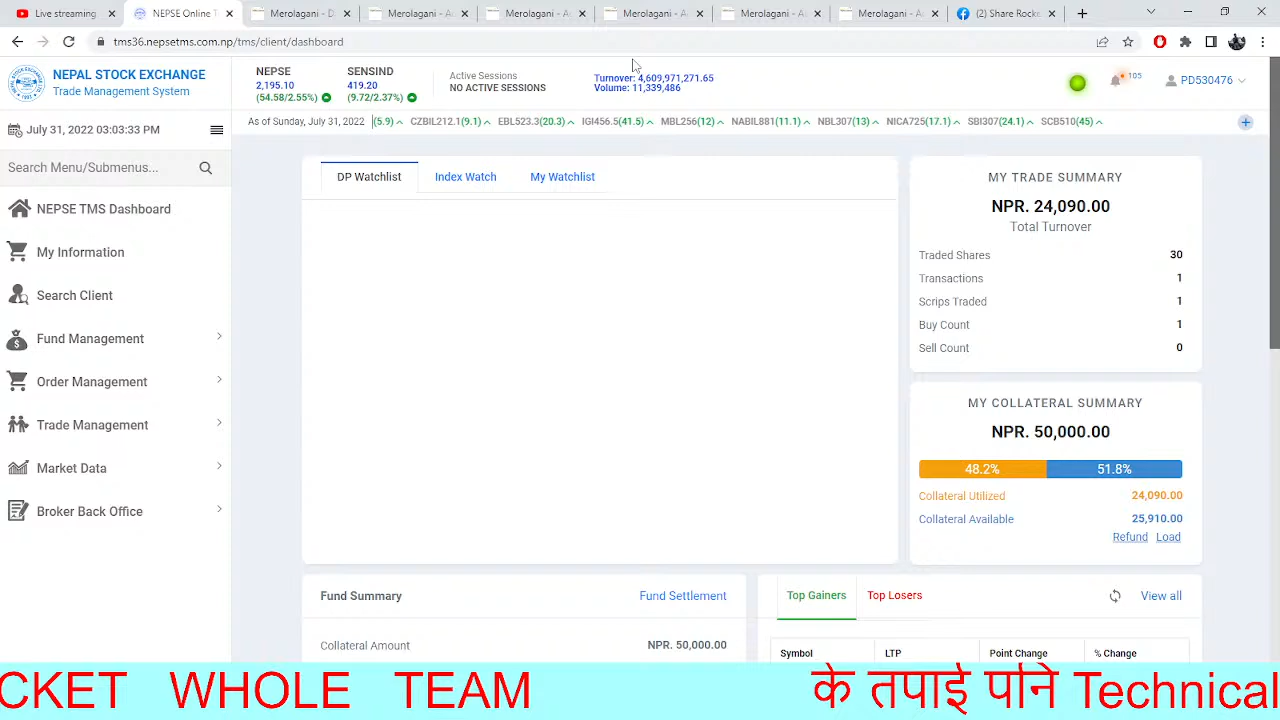 Live streaming
NEPSE Online T
Merolagani - D
Merolagani - A
Merolagani - A
Merolagani - A
Merolagani - A
Merolagani - A
(2) Share Rocke
tms36.nepsetms.com.np/tms/client/dashboard
NEPAL STOCK EXCHANGE
Trade Management System
NEPSE
2,195.10
(54.58/2.55%)
SENSIND
419.20
(9.72/2.37%)
Active Sessions
NO ACTIVE SESSIONS
Turnover: 4,609,971,271.65
Volume: 11,339,486
105
PD530476
July 31, 2022 03:03:33 PM
As of Sunday, July 31, 2022 (5.9) CZBIL212.1(9.1) EBL523.3(20.3) IGI456.5(41.5) MBL256(12) NABIL881(11.1) NBL307(13) NICA725(17.1) SBI307(24.1) SCB510(45)
Search Menu/Submenus...
NEPSE TMS Dashboard
My Information
Search Client
Fund Management
Order Management
Trade Management
Market Data
Broker Back Office
DP Watchlist
Index Watch
My Watchlist
MY TRADE SUMMARY
NPR. 24,090.00
Total Turnover
Traded Shares 30
Transactions 1
Scrips Traded 1
Buy Count 1
Sell Count 0
MY COLLATERAL SUMMARY
NPR. 50,000.00
48.2% 51.8%
Collateral Utilized 24,090.00
Collateral Available 25,910.00
Refund Load
Fund Summary Fund Settlement
Collateral Amount NPR. 50,000.00
Top Gainers Top Losers View all
Symbol LTP Point Change % Change
CKET WHOLE TEAM के तपाई पनि Technical